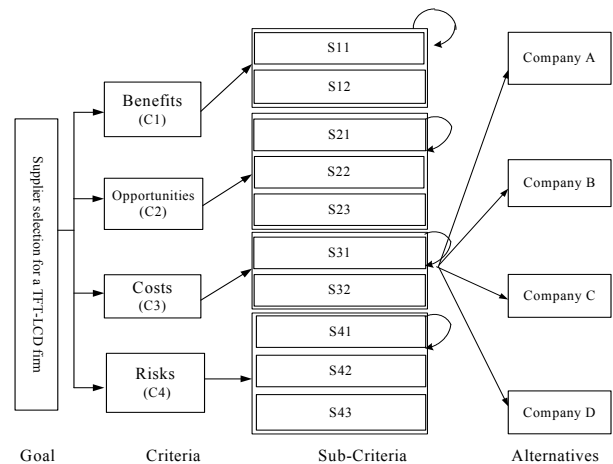 Supplier selection for a TFT-LCD firm
Benefits
(C1)
Opportunities
(C2)
Costs
(C3)
Risks
(C4)
S11
S12
S21
S22
S23
S31
S32
S41
S42
S43
Company A
Company B
Company C
Company D
Goal
Criteria
Sub-Criteria
Alternatives